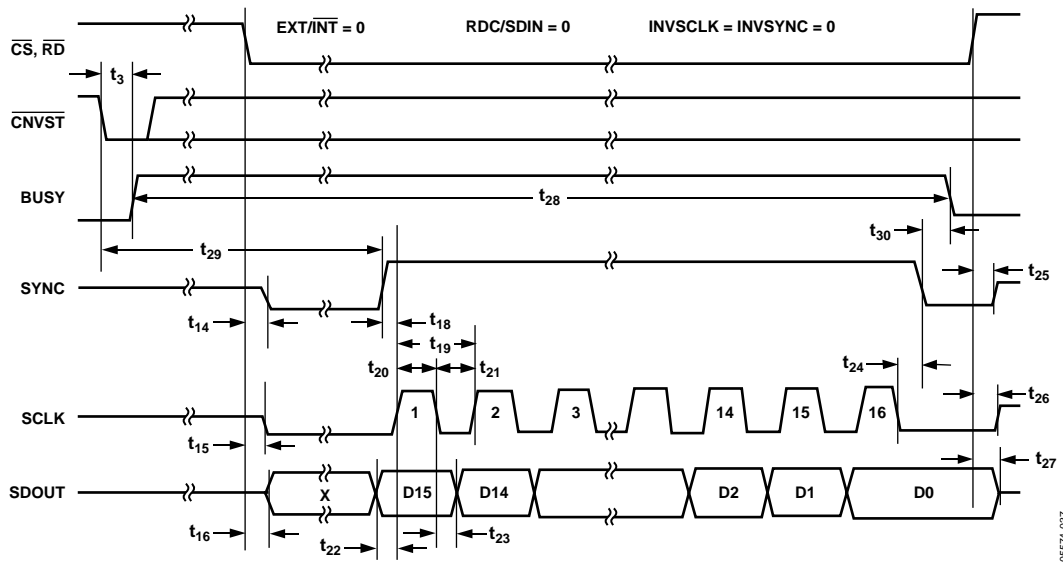 EXT/INT = 0 RDC/SDIN = 0 INVSCLK = INVSYNC = 0
CS, RD
t3
CNVST
BUSY
t28
t30
t29
t25
SYNC
t14
t18
t19
t20
t21
t24
t26
SCLK
1 2 3 14 15 16
t15
t27
SDOUT
X D15 D14 D2 D1 D0
t16
t22
t23
05574-037